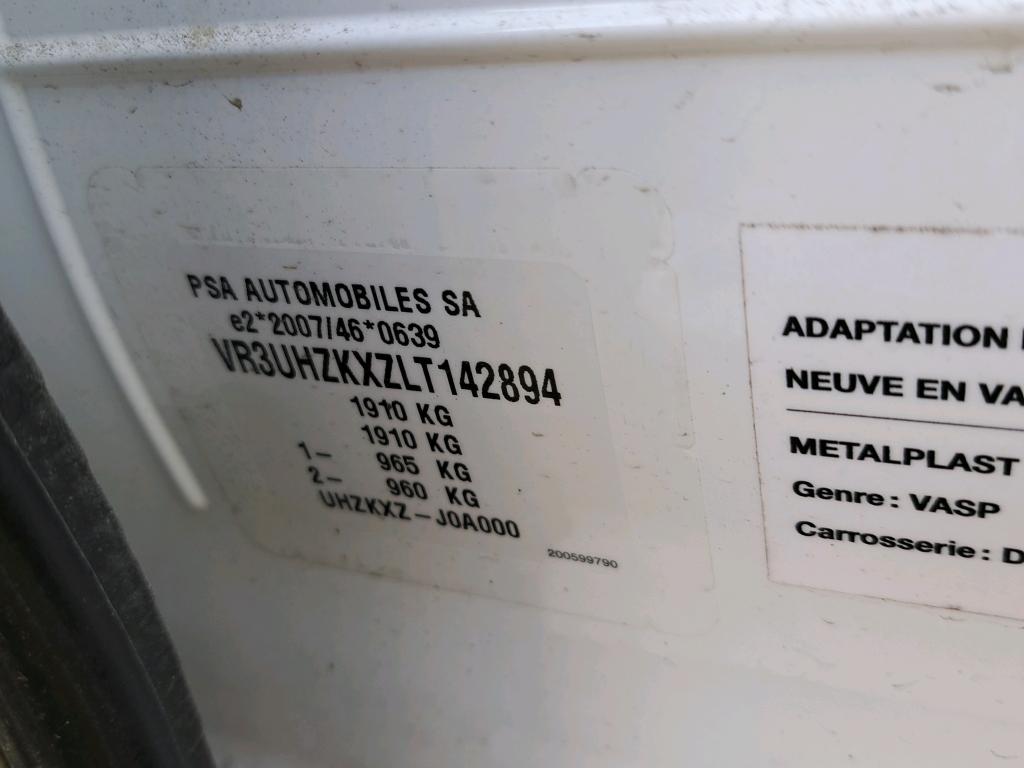 PSA AUTOMOBILES SA
e2*2007/46*0639
VR3UHZKXZLT142894
1910 KG
1910 KG
1– 965 KG
2– 960 KG
UHZKXZ–J0A000
200599790
ADAPTATION
NEUVE EN VA
METALPLAST
Genre : VASP
Carrosserie : D